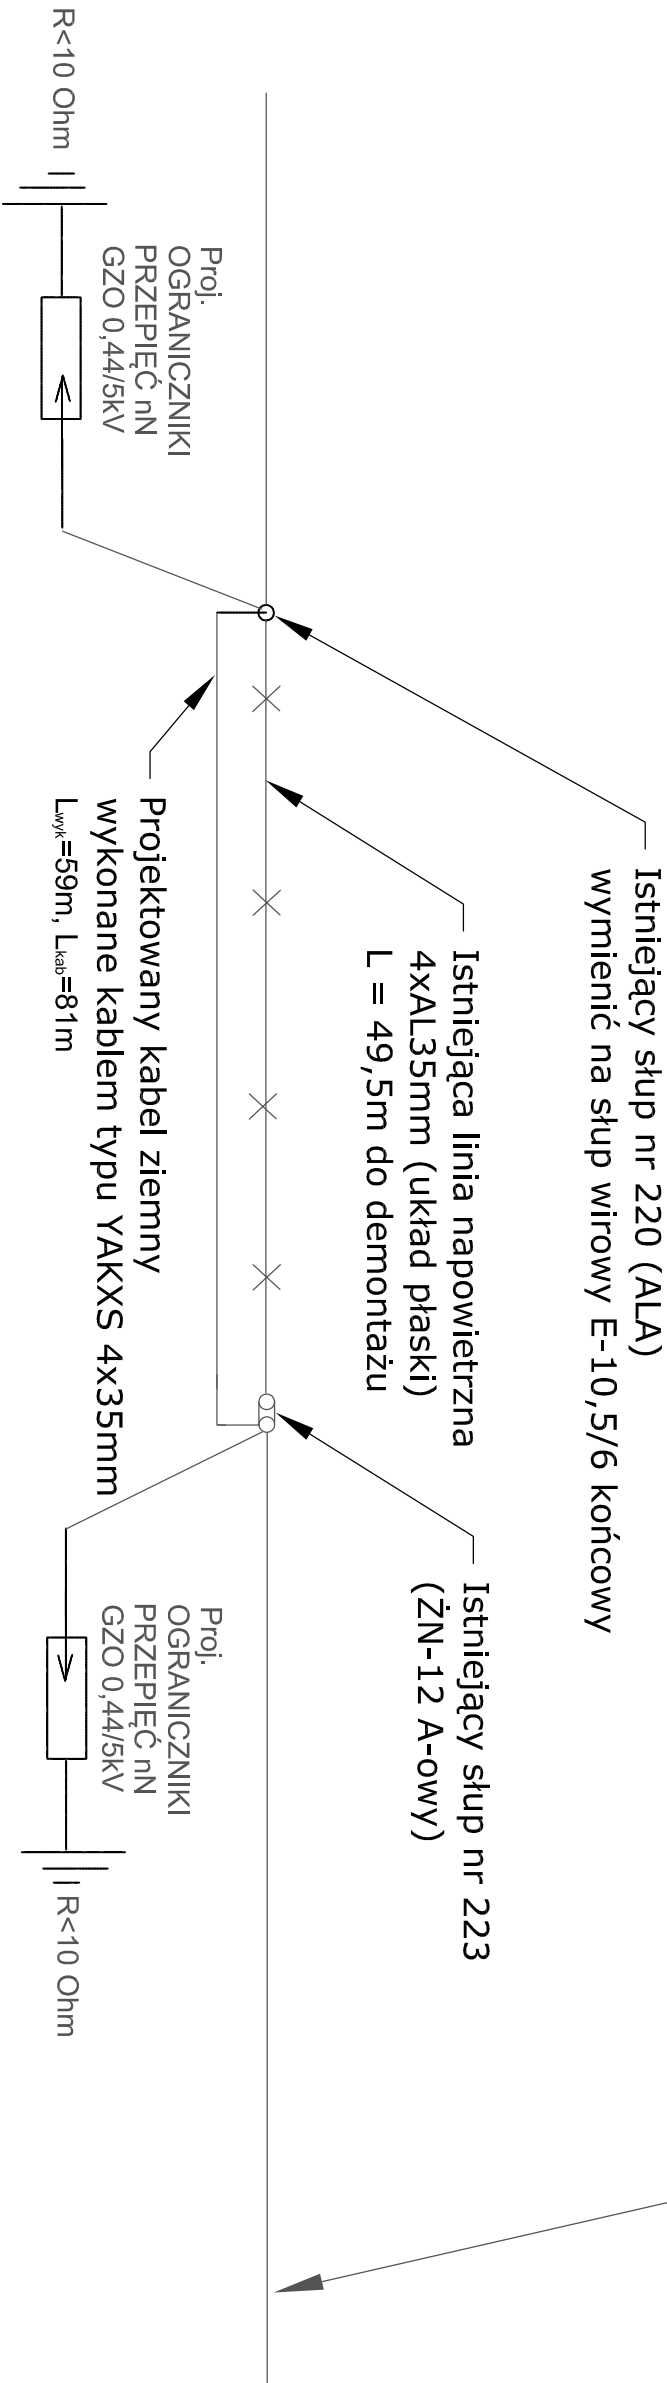 Istniejący słup nr 220 (ALA)
wymienić na słup wirowy E-10,5/6 końcowy
Istniejąca linia napowietrzna
4xAL35mm (układ płaski)
L = 49,5m do demontażu
Istniejący słup nr 223
(ŻN-12 A-owy)
R<10 Ohm
Proj.
OGRANICZNIKI
PRZEPIĘĆ nN
GZO 0,44/5kV
Projektowany kabel ziemny
wykonane kablem typu YAKXS 4x35mm
Lwyk=59m, Lkab=81m
Proj.
OGRANICZNIKI
PRZEPIĘĆ nN
GZO 0,44/5kV
R<10 Ohm